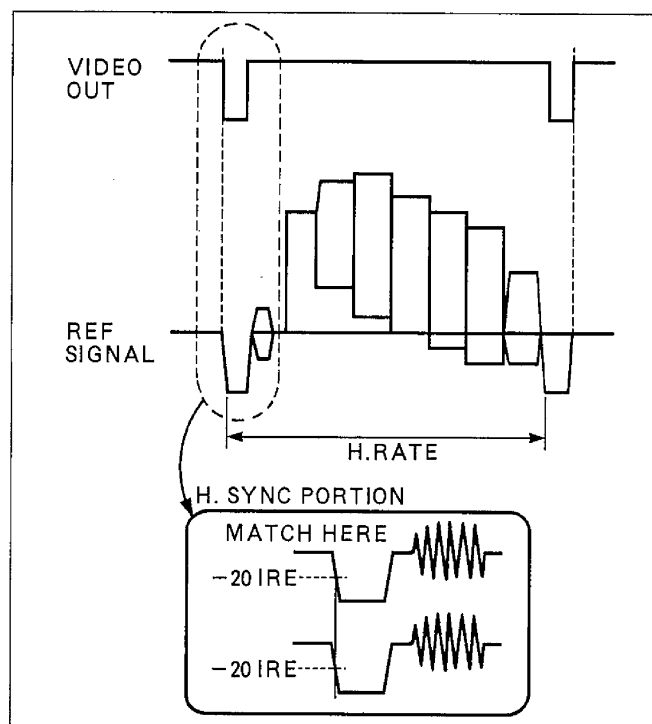 VIDEO
OUT
REF
SIGNAL
H.RATE
H. SYNC PORTION
MATCH HERE
−20 IRE
−20 IRE